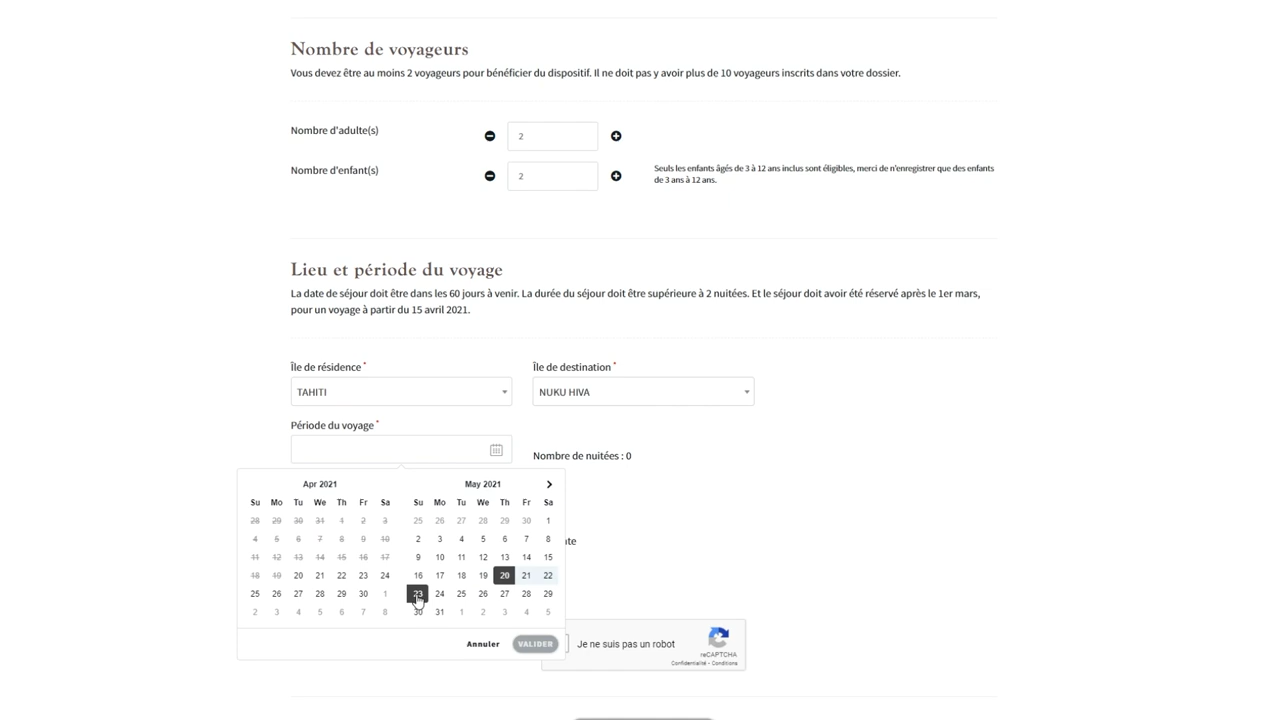 Nombre de voyageurs
Vous devez être au moins 2 voyageurs pour bénéficier du dispositif. Il ne doit pas y avoir plus de 10 voyageurs inscrits dans votre dossier.
Nombre d'adulte(s)
2
Nombre d'enfant(s)
2
Seuls les enfants âgés de 3 à 12 ans inclus sont éligibles, merci de n'enregistrer que des enfants
de 3 ans à 12 ans.
Lieu et période du voyage
La date de séjour doit être dans les 60 jours à venir. La durée du séjour doit être supérieure à 2 nuitées. Et le séjour doit avoir été réservé après le 1er mars,
pour un voyage à partir du 15 avril 2021.
Île de résidence *
Île de destination *
TAHITI
NUKU HIVA
Période du voyage *
Nombre de nuitées : 0
Apr 2021
Su Mo Tu We Th Fr Sa
28 29 30 31 1 2 3
4 5 6 7 8 9 10
11 12 13 14 15 16 17
18 19 20 21 22 23 24
25 26 27 28 29 30 1
2 3 4 5 6 7 8
May 2021
Su Mo Tu We Th Fr Sa
25 26 27 28 29 30 1
2 3 4 5 6 7 8
9 10 11 12 13 14 15
16 17 18 19 20 21 22
23 24 25 26 27 28 29
30 31 1 2 3 4 5
Annuler
VALIDER
Je ne suis pas un robot
reCAPTCHA
Confidentialité - Conditions